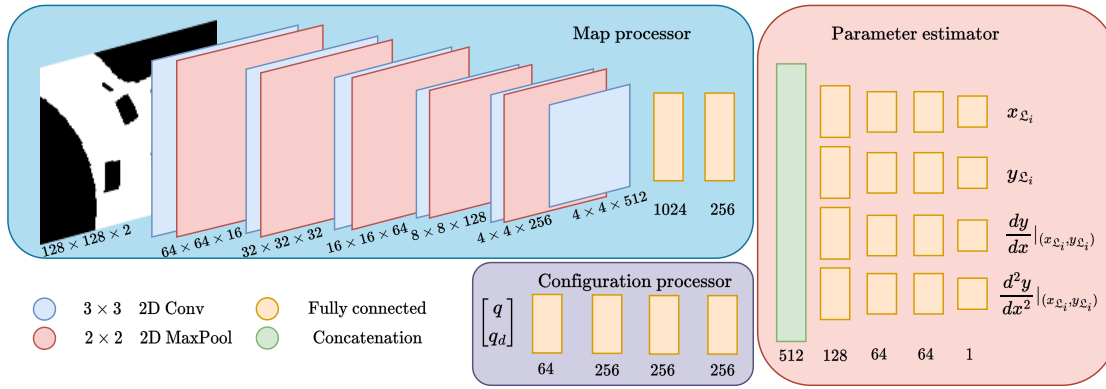 Map processor
128 × 128 × 2
64 × 64 × 16
32 × 32 × 32
16 × 16 × 64
8 × 8 × 128
4 × 4 × 256
4 × 4 × 512
1024 256
Parameter estimator
x_{𝔏_i}
y_{𝔏_i}
dy/dx |_{(x_{𝔏_i}, y_{𝔏_i})}
d²y/dx² |_{(x_{𝔏_i}, y_{𝔏_i})}
512 128 64 64 1
Configuration processor
[q
q_d]
64 256 256 256
3 × 3 2D Conv
2 × 2 2D MaxPool
Fully connected
Concatenation